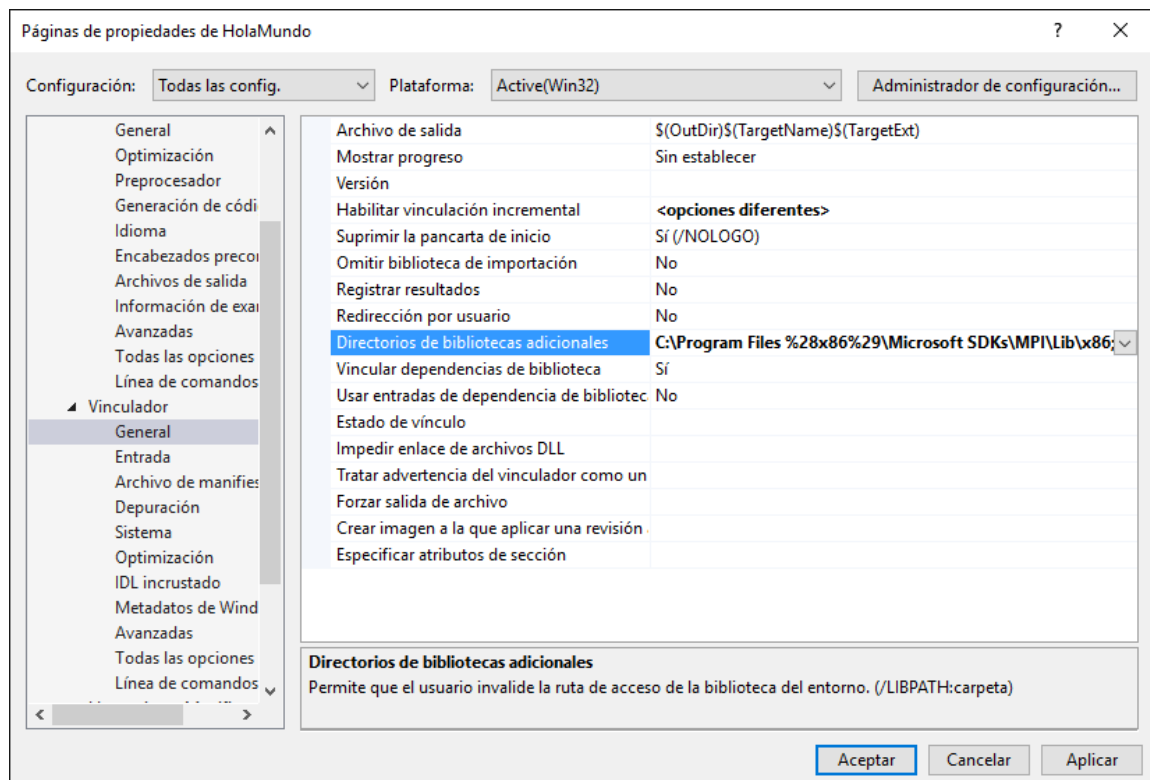 Páginas de propiedades de HolaMundo ? ×
Configuración: Todas las config. Plataforma: Active(Win32) Administrador de configuración...
General
Optimización
Preprocesador
Generación de códi
Idioma
Encabezados precor
Archivos de salida
Información de exar
Avanzadas
Todas las opciones
Línea de comandos
Vinculador
General
Entrada
Archivo de manifies
Depuración
Sistema
Optimización
IDL incrustado
Metadatos de Wind
Avanzadas
Todas las opciones
Línea de comandos
Archivo de salida $(OutDir)$(TargetName)$(TargetExt)
Mostrar progreso Sin establecer
Versión
Habilitar vinculación incremental <opciones diferentes>
Suprimir la pancarta de inicio Sí (/NOLOGO)
Omitir biblioteca de importación No
Registrar resultados No
Redirección por usuario No
Directorios de bibliotecas adicionales C:\Program Files %28x86%29\Microsoft SDKs\MPI\Lib\x86;
Vincular dependencias de biblioteca Sí
Usar entradas de dependencia de bibliotec No
Estado de vínculo
Impedir enlace de archivos DLL
Tratar advertencia del vinculador como un
Forzar salida de archivo
Crear imagen a la que aplicar una revisión
Especificar atributos de sección
Directorios de bibliotecas adicionales
Permite que el usuario invalide la ruta de acceso de la biblioteca del entorno. (/LIBPATH:carpeta)
Aceptar Cancelar Aplicar